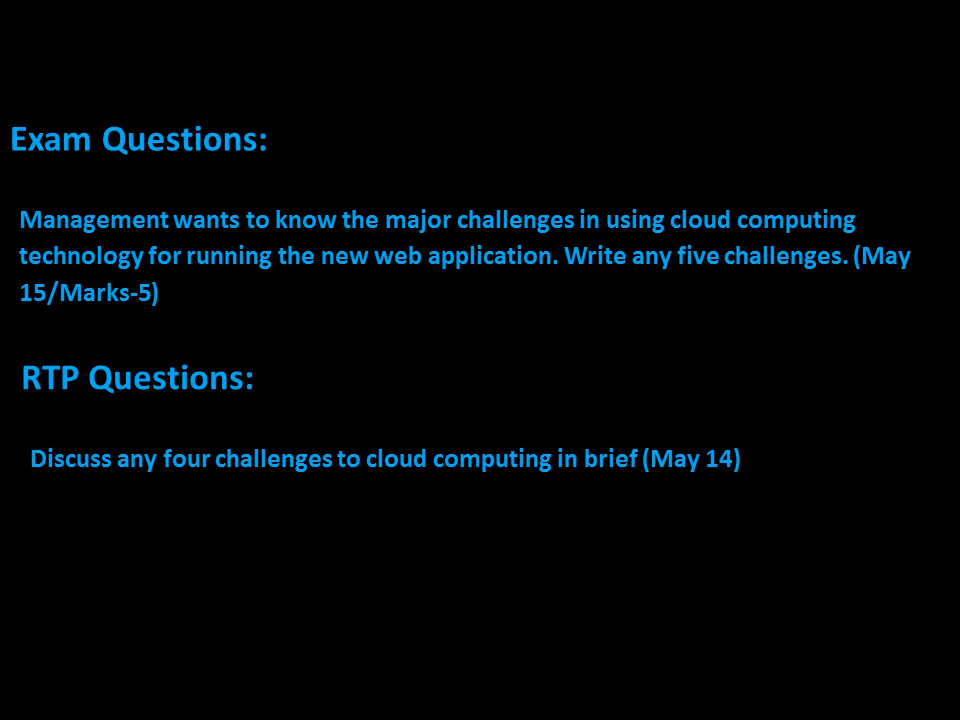 Exam Questions:
Management wants to know the major challenges in using cloud computing
technology for running the new web application. Write any five challenges. (May
15/Marks-5)
RTP Questions:
Discuss any four challenges to cloud computing in brief (May 14)